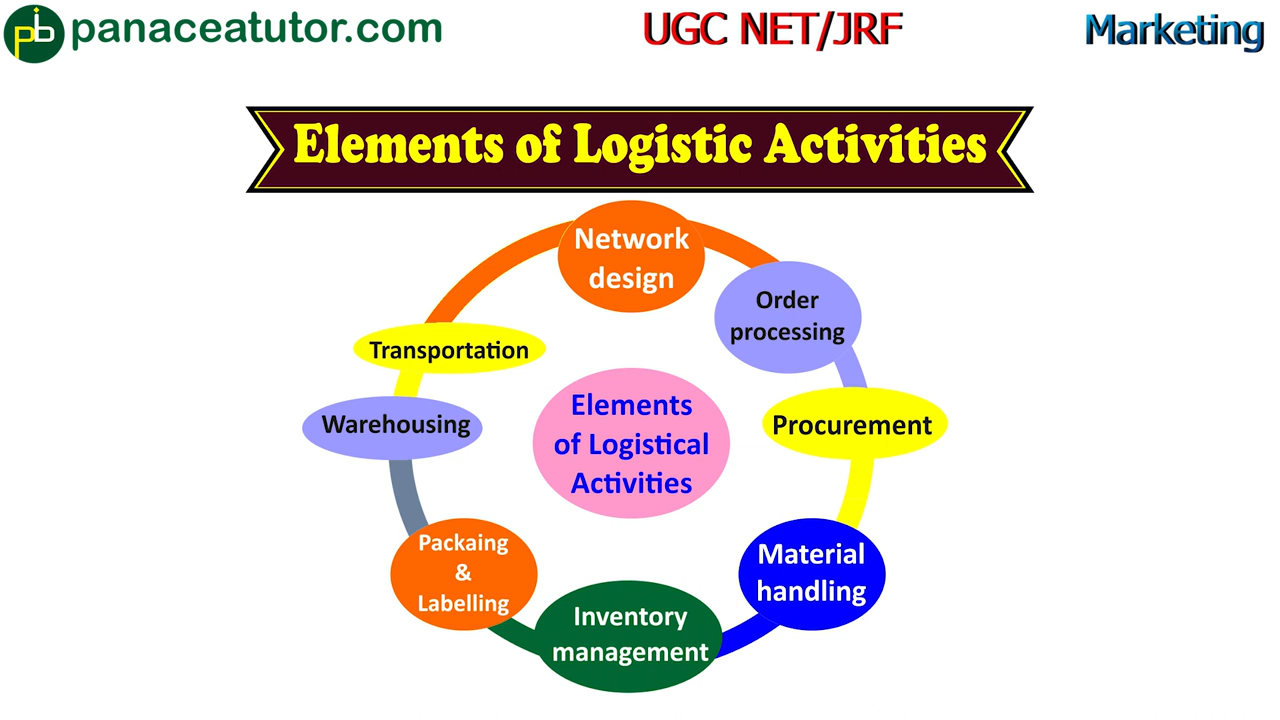 panaceatutor.com
UGC NET/JRF
Marketing
Elements of Logistic Activities
Network
design
Order
processing
Procurement
Material
handling
Inventory
management
Packaing
&
Labelling
Warehousing
Transportation
Elements
of Logistical
Activities